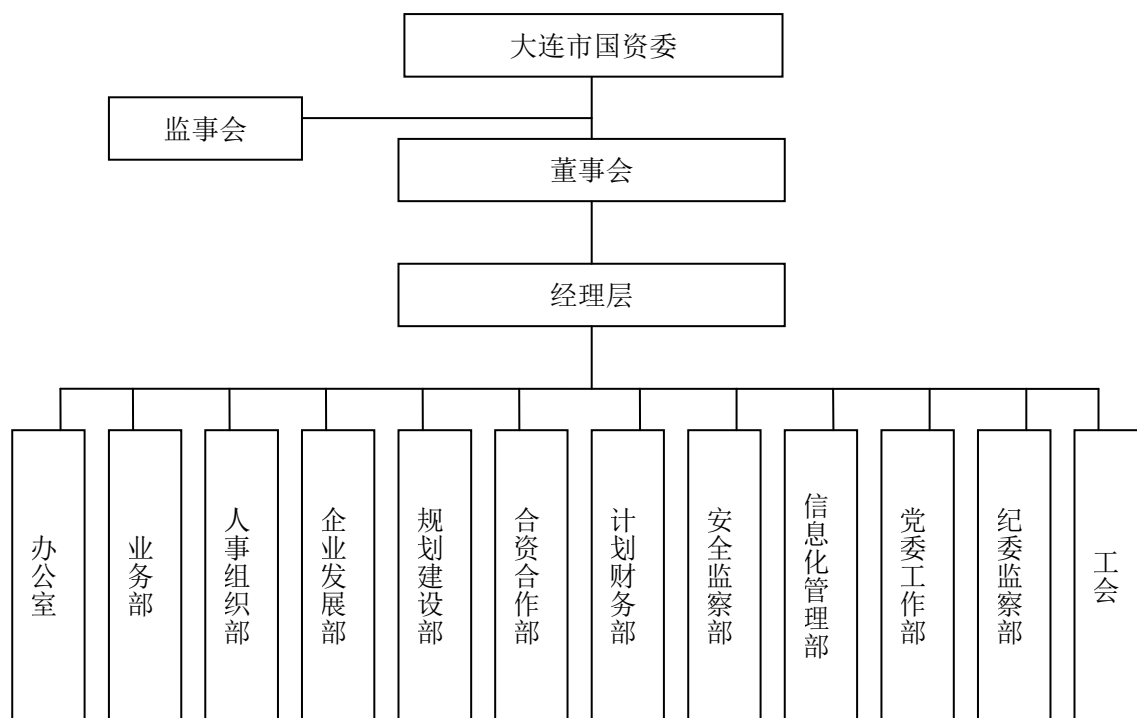 大连市国资委
监事会
董事会
经理层
办公室
业务部
人事组织部
企业发展部
规划建设部
合资合作部
计划财务部
安全监察部
信息化管理部
党委工作部
纪委监察部
工会